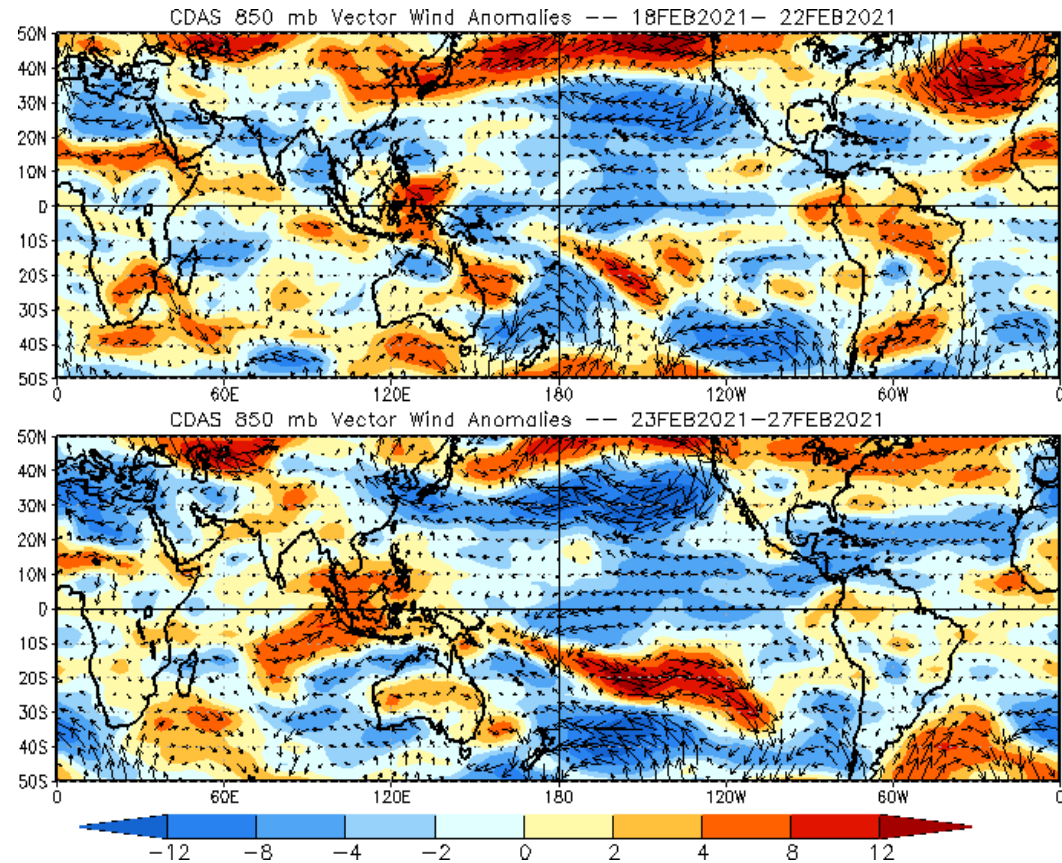 CDAS 850 mb Vector Wind Anomalies -- 18FEB2021- 22FEB2021
50N
40N
30N
20N
10N
0
10S
20S
30S
40S
50S
0 60E 120E 180 120W 60W 0
CDAS 850 mb Vector Wind Anomalies -- 23FEB2021-27FEB2021
50N
40N
30N
20N
10N
0
10S
20S
30S
40S
50S
0 60E 120E 180 120W 60W 0
-12 -8 -4 -2 0 2 4 8 12